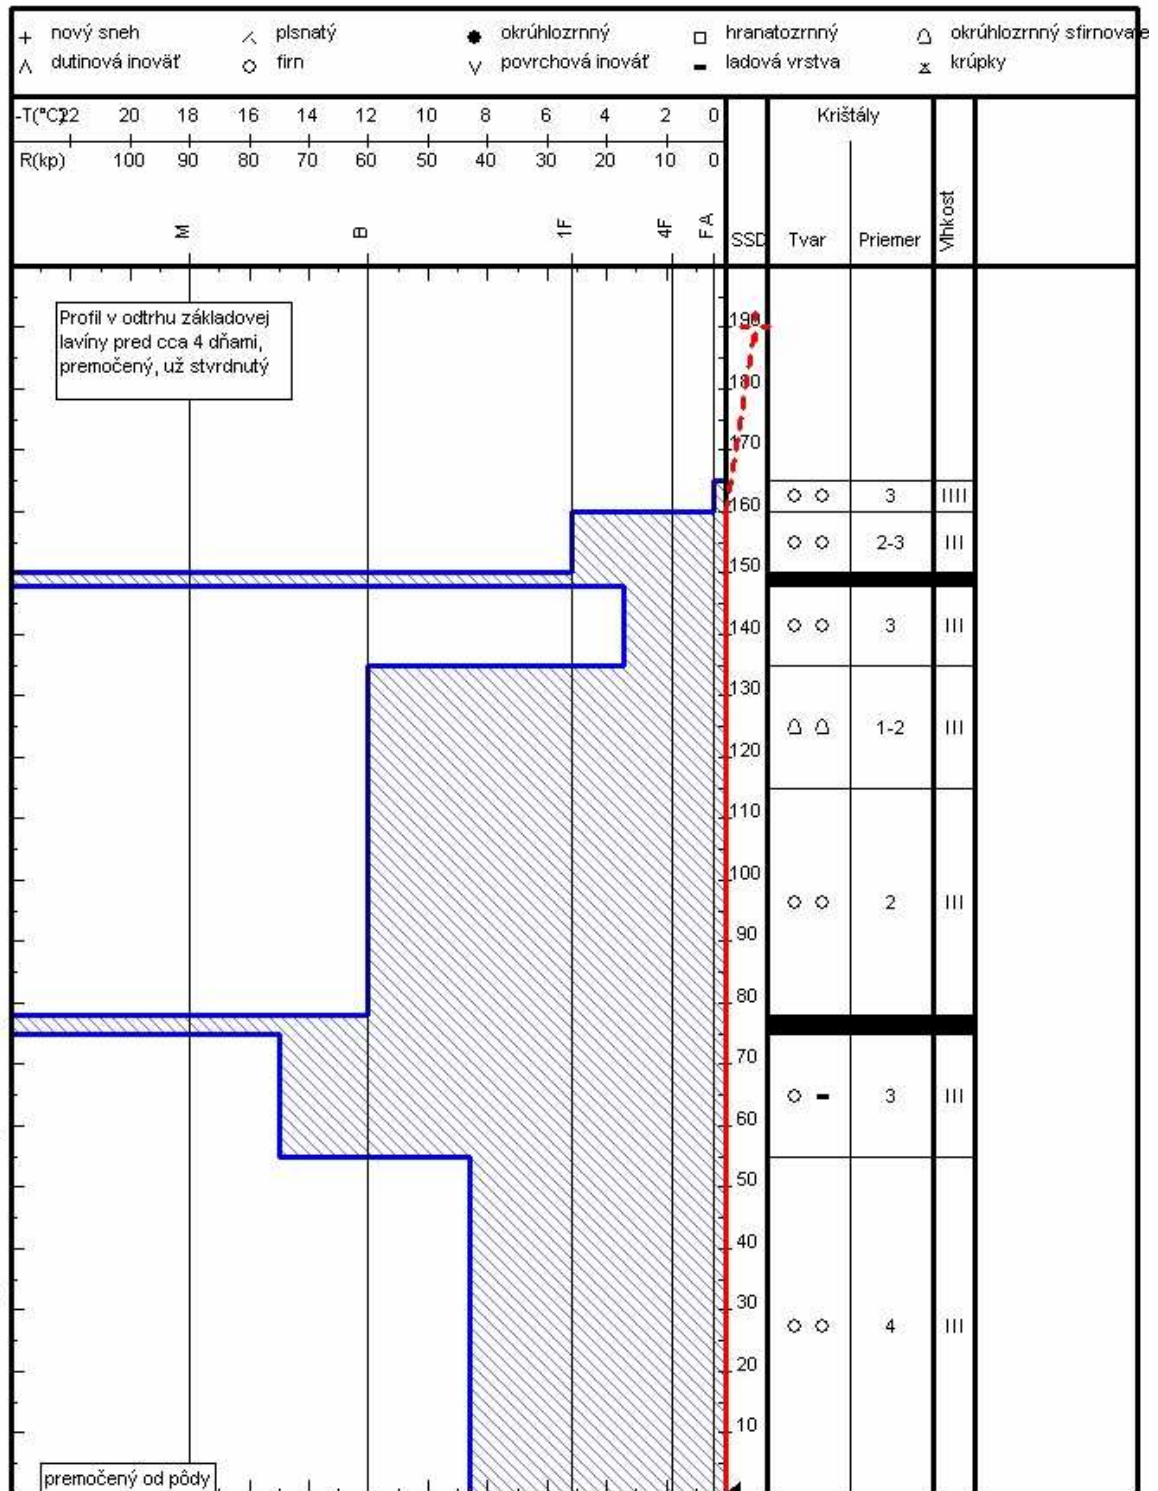 + nový sneh plsnatý okrúhlozrnný hranatozrnný okrúhlozrnný sfirnovate
dutinová inováť firn povrchová inováť ladová vrstva krúpky
-T(°C) 22 20 18 16 14 12 10 8 6 4 2 0 Krištály
R(kp) 100 90 80 70 60 50 40 30 20 10 0
M B 1F 4F FA SSD Tvar Priemer Vlhkost
Profil v odtrhu základovej
lavíny pred cca 4 dňami,
premočený, už stvrdnutý
190
180
170
160 3 IIII
150 2-3 III
140 3 III
130
120 1-2 III
110
100
90 2 III
80
70
60 3 III
50
40
30 4 III
20
10
premočený od pôdy